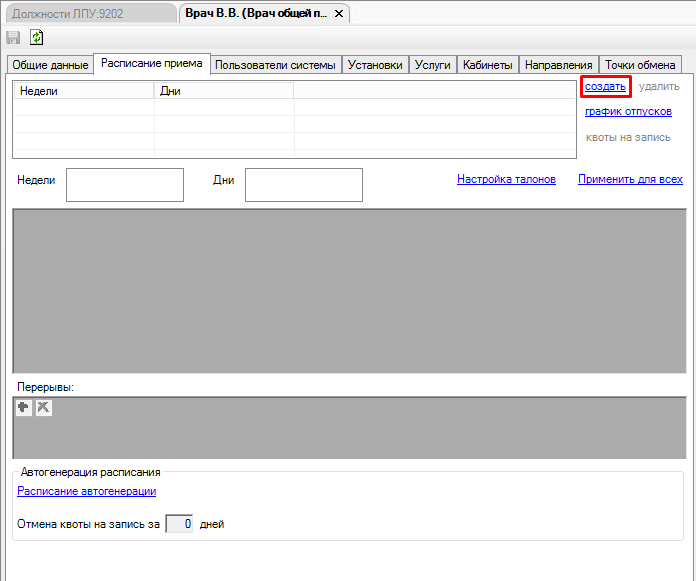 Должности ЛПУ:9202 Врач В.В. (Врач общей п...
Общие данные Расписание приема Пользователи системы Установки Услуги Кабинеты Направления Точки обмена
Недели Дни
создать удалить
график отпусков
квоты на запись
Недели Дни Настройка талонов Применить для всех
Перерывы:
Автогенерация расписания
Расписание автогенерации
Отмена квоты на запись за 0 дней